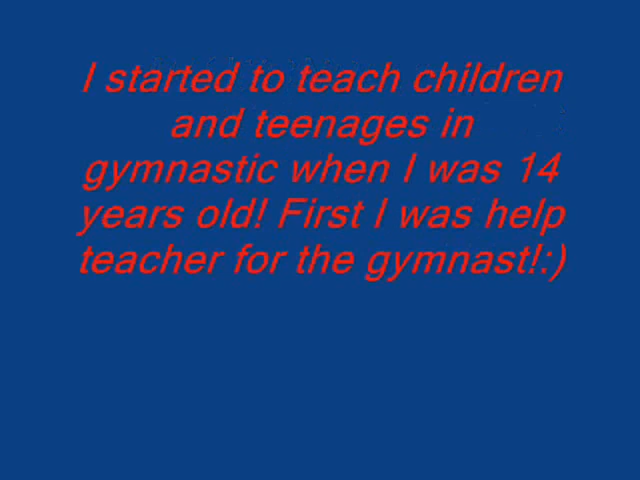 I started to teach children
and teenages in
gymnastic when I was 14
years old! First I was help
teacher for the gymnast!:)